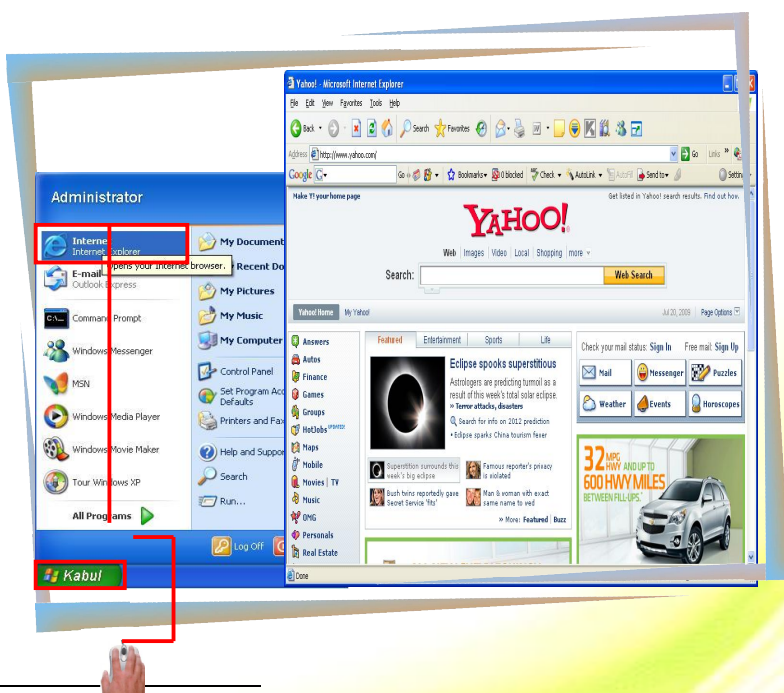 Administrator
Internet
Internet Explorer
Opens your Internet browser.
E-mail
Outlook Express
Command Prompt
Windows Messenger
MSN
Windows Media Player
Windows Movie Maker
Tour Windows XP
All Programs
My Document
Recent Do
My Pictures
My Music
My Computer
Control Panel
Set Program Acc
Defaults
Printers and Fax
Help and Suppor
Search
Run...
Log Off
Kabul
Yahoo! - Microsoft Internet Explorer
File Edit View Favorites Tools Help
Back Search Favorites
Address http://www.yahoo.com/ Go Links »
Google G Go Bookmarks 0 blocked Check AutoLink AutoFill Send to Settin
Make Y! your home page Get listed in Yahoo! search results. Find out how.
YAHOO!
Web Images Video Local Shopping more
Search: Web Search
Yahoo! Home My Yahoo! Jul 20, 2009 Page Options
Answers
Autos
Finance
Games
Groups
HotJobs UPDATED!
Maps
Mobile
Movies | TV
Music
OMG
Personals
Real Estate
Featured Entertainment Sports Life
Eclipse spooks superstitious
Astrologers are predicting turmoil as a
result of this week's total solar eclipse.
» Terror attacks, disasters
Search for info on 2012 prediction
• Eclipse sparks China tourism fever
Superstition surrounds this
week's big eclipse
Famous reporter's privacy
is violated
Bush twins reportedly gave
Secret Service 'fits'
Man & woman with exact
same name to wed
» More: Featured | Buzz
Check your mail status: Sign In Free mail: Sign Up
Mail Messenger Puzzles
Weather Events Horoscopes
32 MPG HWY AND UP TO
600 HWY MILES
BETWEEN FILL-UPS.
Done